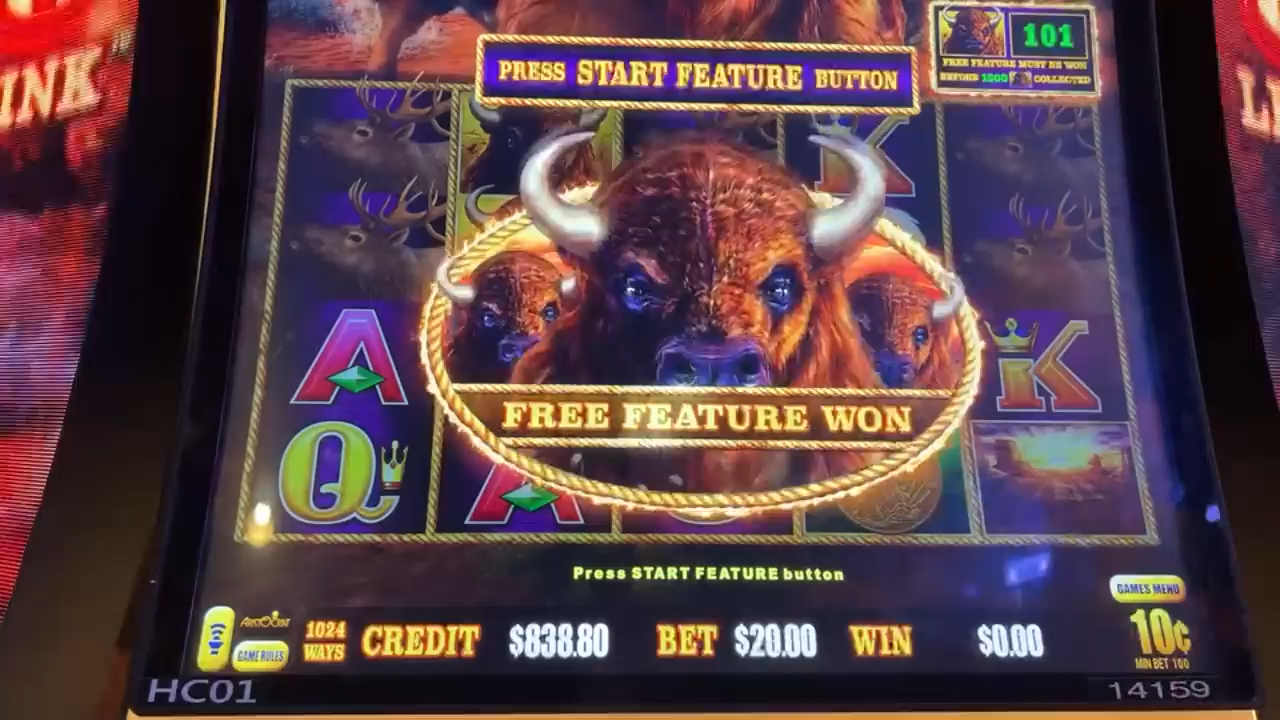 INK
PRESS START FEATURE BUTTON
101
FREE FEATURE MUST BE WON
BEFORE 1800 COLLECTED
K
A
K
Q
A
FREE FEATURE WON
Press START FEATURE button
GAMES MENU
ARISTOCRAT
GAME RULES
1024
WAYS
CREDIT $838.80 BET $20.00 WIN $0.00
10¢
MIN BET 100
HC01
14159